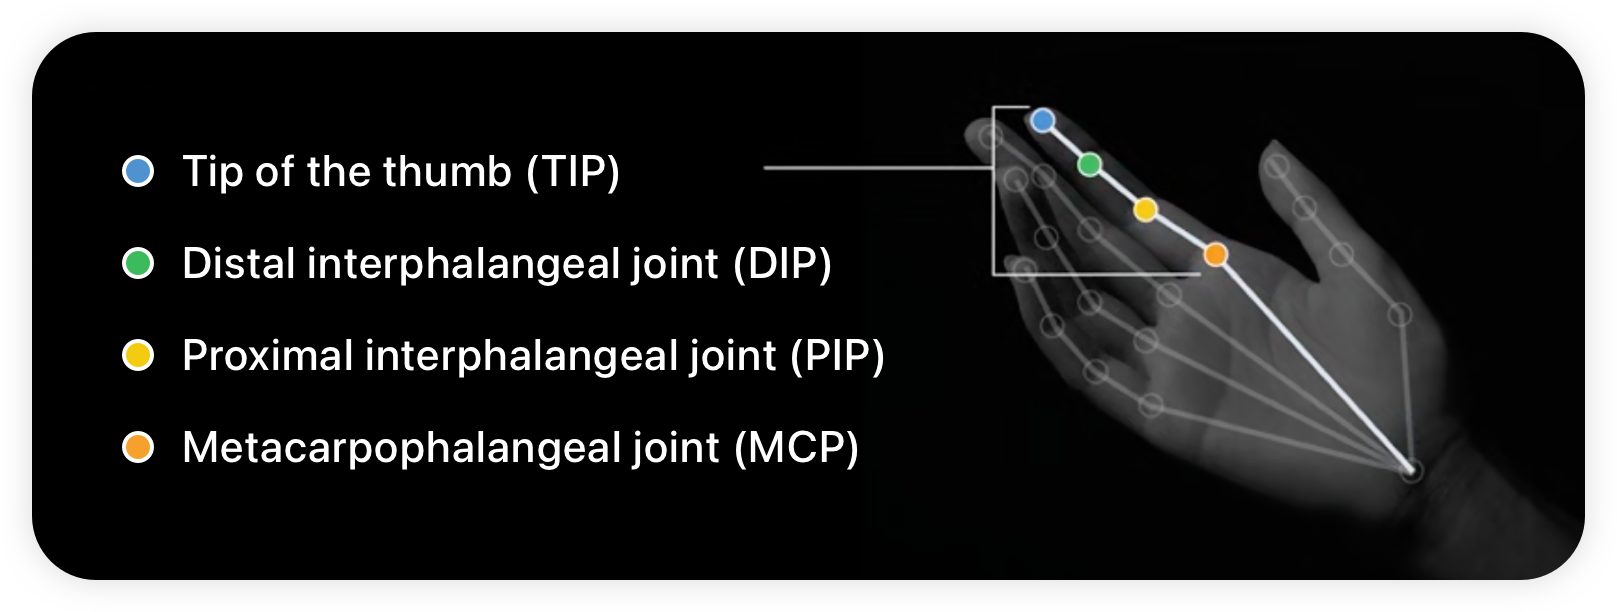 Tip of the thumb (TIP)
Distal interphalangeal joint (DIP)
Proximal interphalangeal joint (PIP)
Metacarpophalangeal joint (MCP)